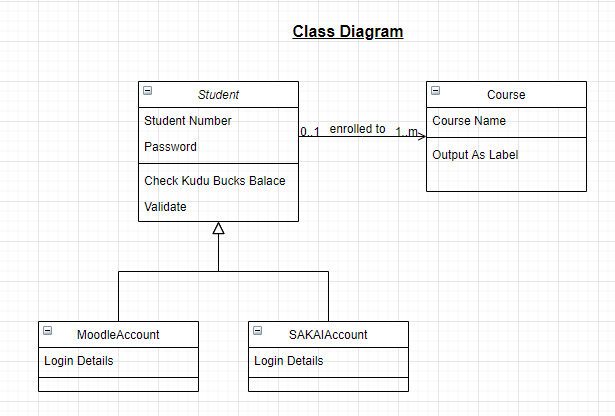 Class Diagram
Student
Student Number
Password
Check Kudu Bucks Balace
Validate
0..1 enrolled to 1..m
Course
Course Name
Output As Label
MoodleAccount
Login Details
SAKAIAccount
Login Details